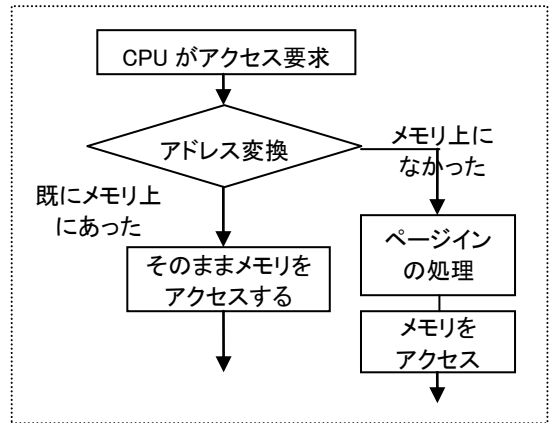 CPU がアクセス要求
アドレス変換
メモリ上に
なかった
既にメモリ上
にあった
そのままメモリを
アクセスする
ページイン
の処理
メモリを
アクセス